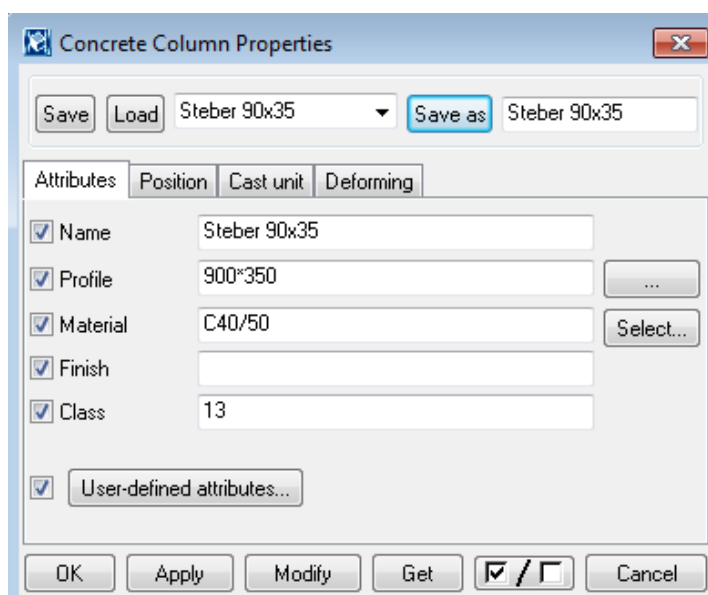 Concrete Column Properties
Save Load Steber 90x35 Save as Steber 90x35
Attributes Position Cast unit Deforming
Name Steber 90x35
Profile 900*350 ...
Material C40/50 Select...
Finish
Class 13
User-defined attributes...
OK Apply Modify Get / Cancel